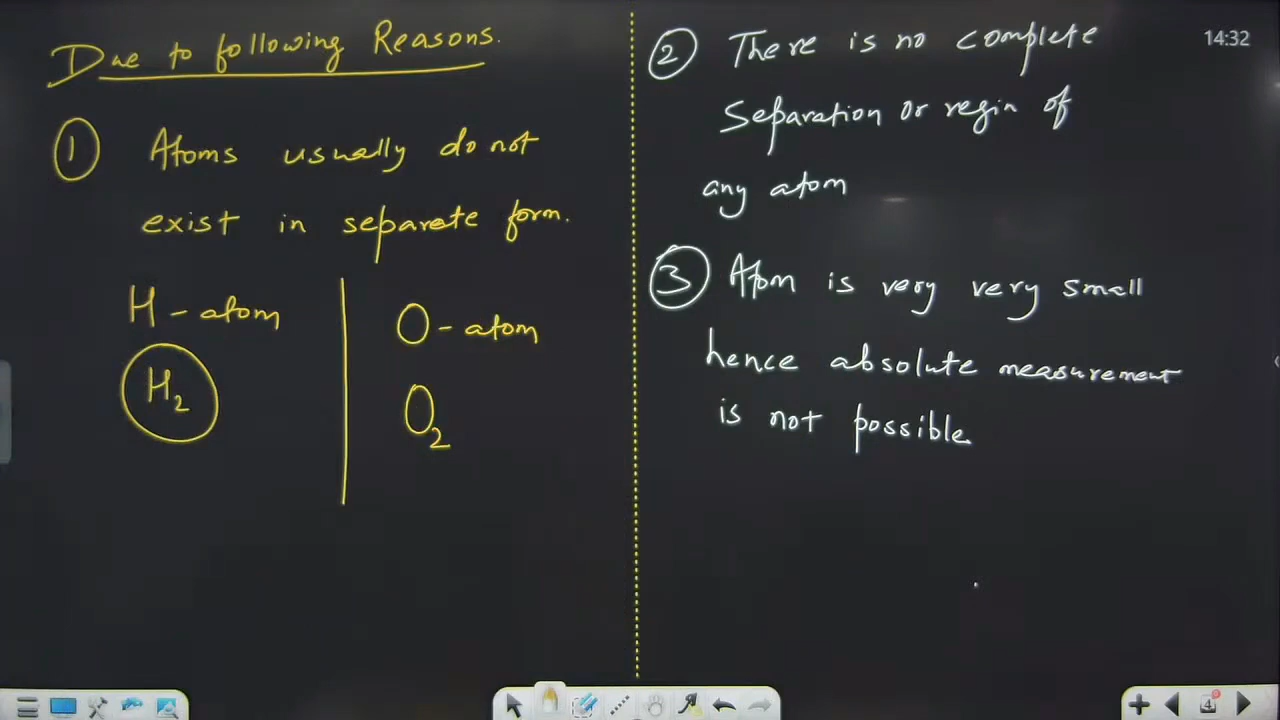 Due to following Reasons.
① Atoms usually do not
exist in separate form.
H - atom
H₂
O - atom
O₂
② There is no complete
Separation or regin of
any atom
③ Atom is very very small
hence absolute measurement
is not possible
14:32
4